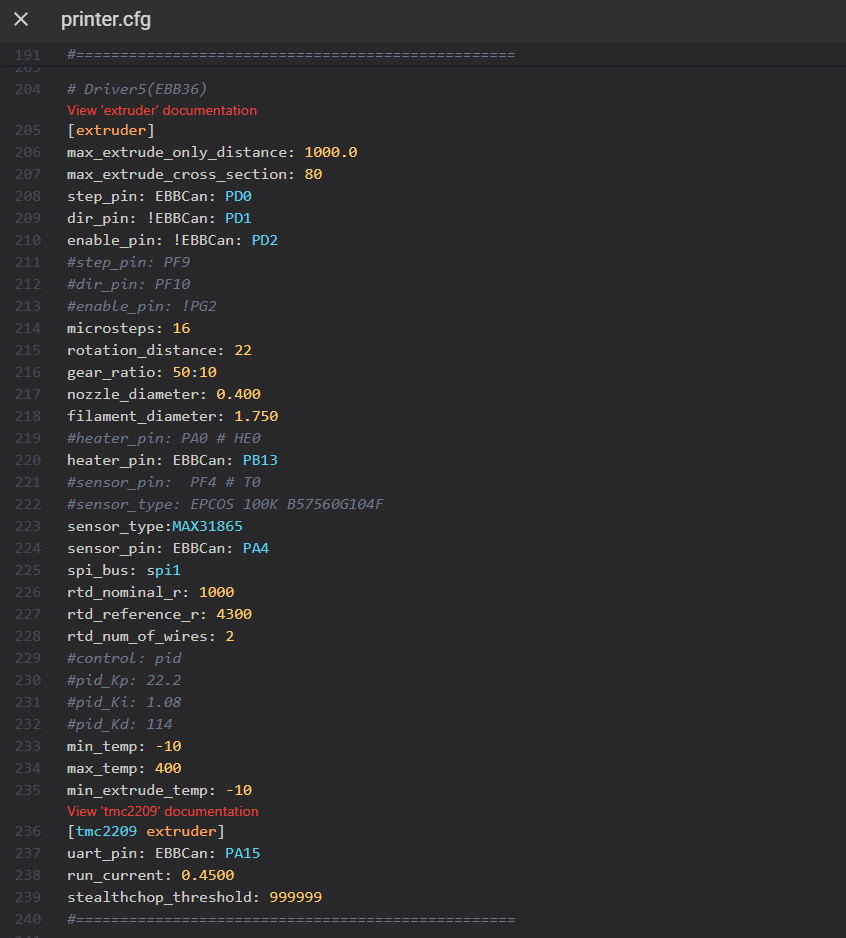 ✕ printer.cfg
191 #==================================================
203
204 # Driver5(EBB36)
View 'extruder' documentation
205 [extruder]
206 max_extrude_only_distance: 1000.0
207 max_extrude_cross_section: 80
208 step_pin: EBBCan: PD0
209 dir_pin: !EBBCan: PD1
210 enable_pin: !EBBCan: PD2
211 #step_pin: PF9
212 #dir_pin: PF10
213 #enable_pin: !PG2
214 microsteps: 16
215 rotation_distance: 22
216 gear_ratio: 50:10
217 nozzle_diameter: 0.400
218 filament_diameter: 1.750
219 #heater_pin: PA0 # HE0
220 heater_pin: EBBCan: PB13
221 #sensor_pin:  PF4 # T0
222 #sensor_type: EPCOS 100K B57560G104F
223 sensor_type:MAX31865
224 sensor_pin: EBBCan: PA4
225 spi_bus: spi1
226 rtd_nominal_r: 1000
227 rtd_reference_r: 4300
228 rtd_num_of_wires: 2
229 #control: pid
230 #pid_Kp: 22.2
231 #pid_Ki: 1.08
232 #pid_Kd: 114
233 min_temp: -10
234 max_temp: 400
235 min_extrude_temp: -10
View 'tmc2209' documentation
236 [tmc2209 extruder]
237 uart_pin: EBBCan: PA15
238 run_current: 0.4500
239 stealthchop_threshold: 999999
240 #==================================================